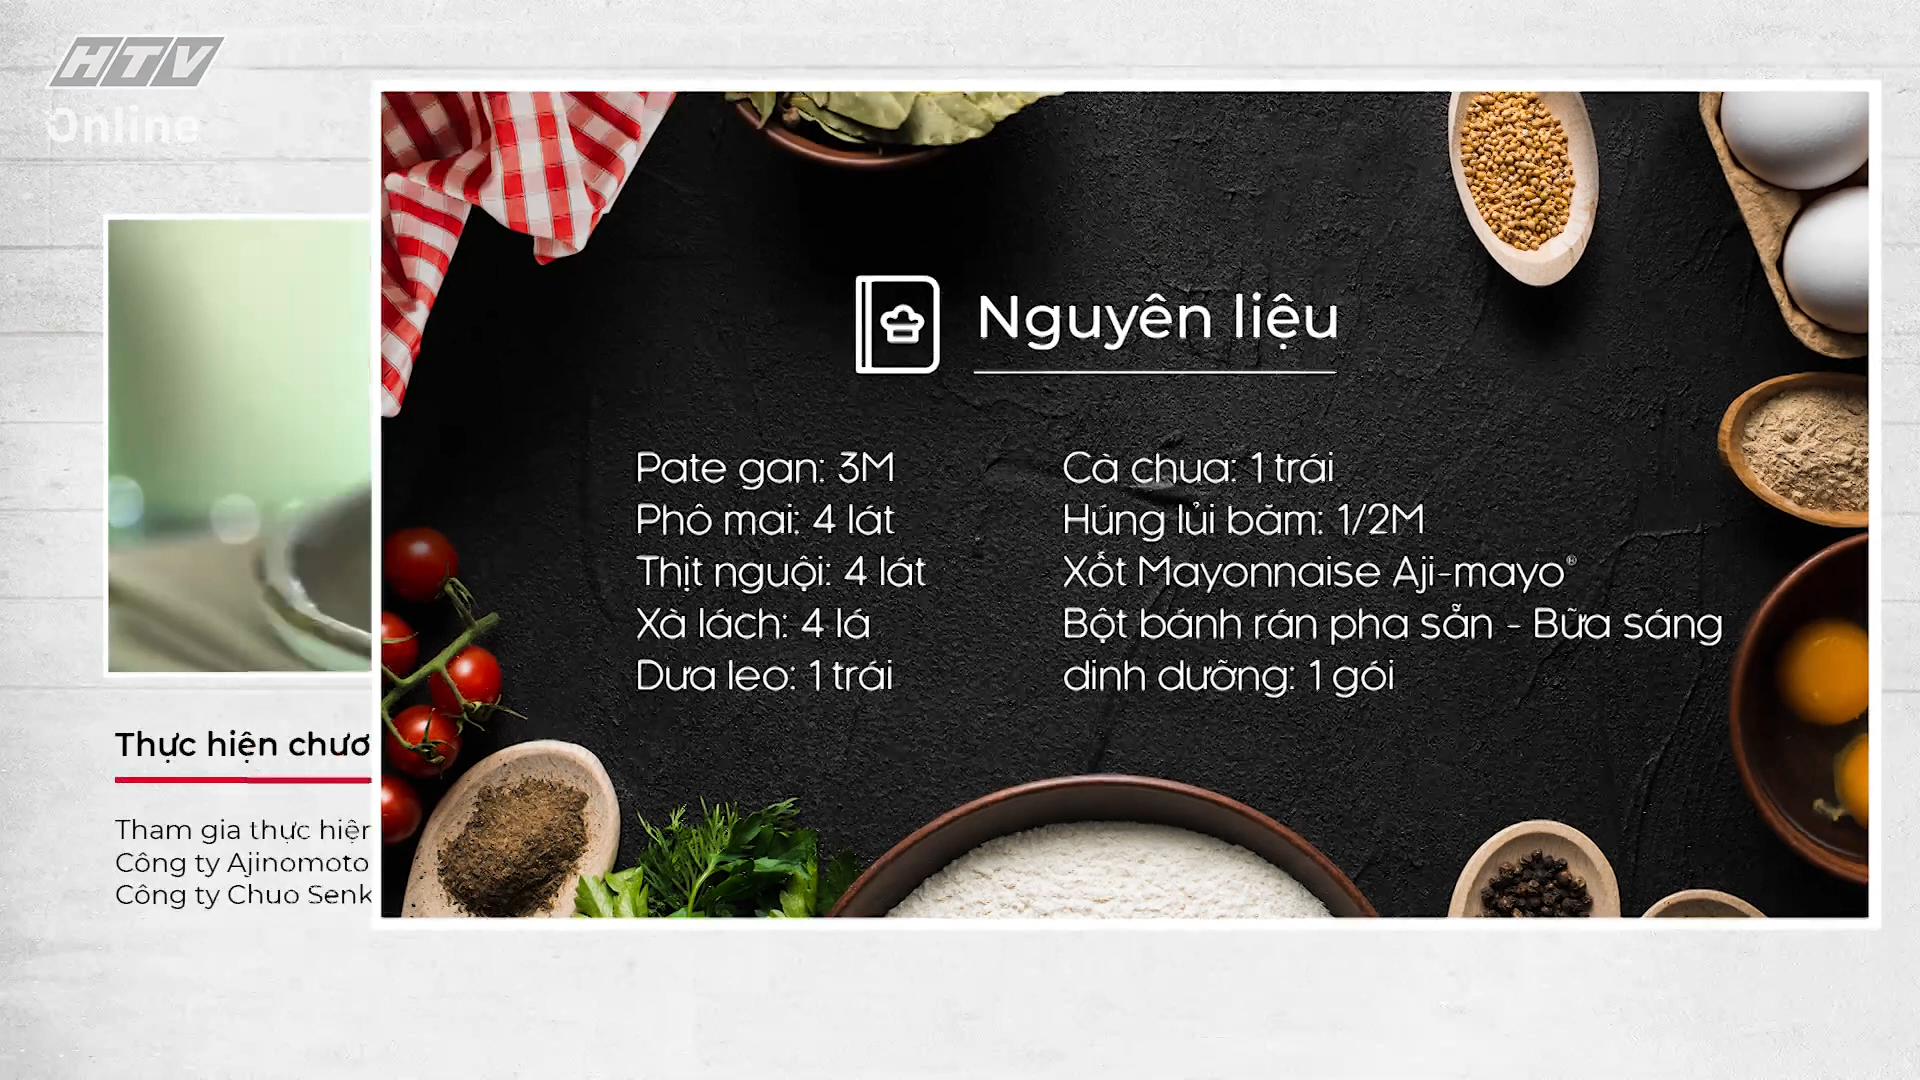 HTV
Online
Nguyên liệu
Pate gan: 3M
Phô mai: 4 lát
Thịt nguội: 4 lát
Xà lách: 4 lá
Dưa leo: 1 trái
Cà chua: 1 trái
Húng lủi băm: 1/2M
Xốt Mayonnaise Aji-mayo®
Bột bánh rán pha sẵn - Bữa sáng
dinh dưỡng: 1 gói
Thực hiện chươ
Tham gia thực hiện
Công ty Ajinomoto
Công ty Chuo Senk